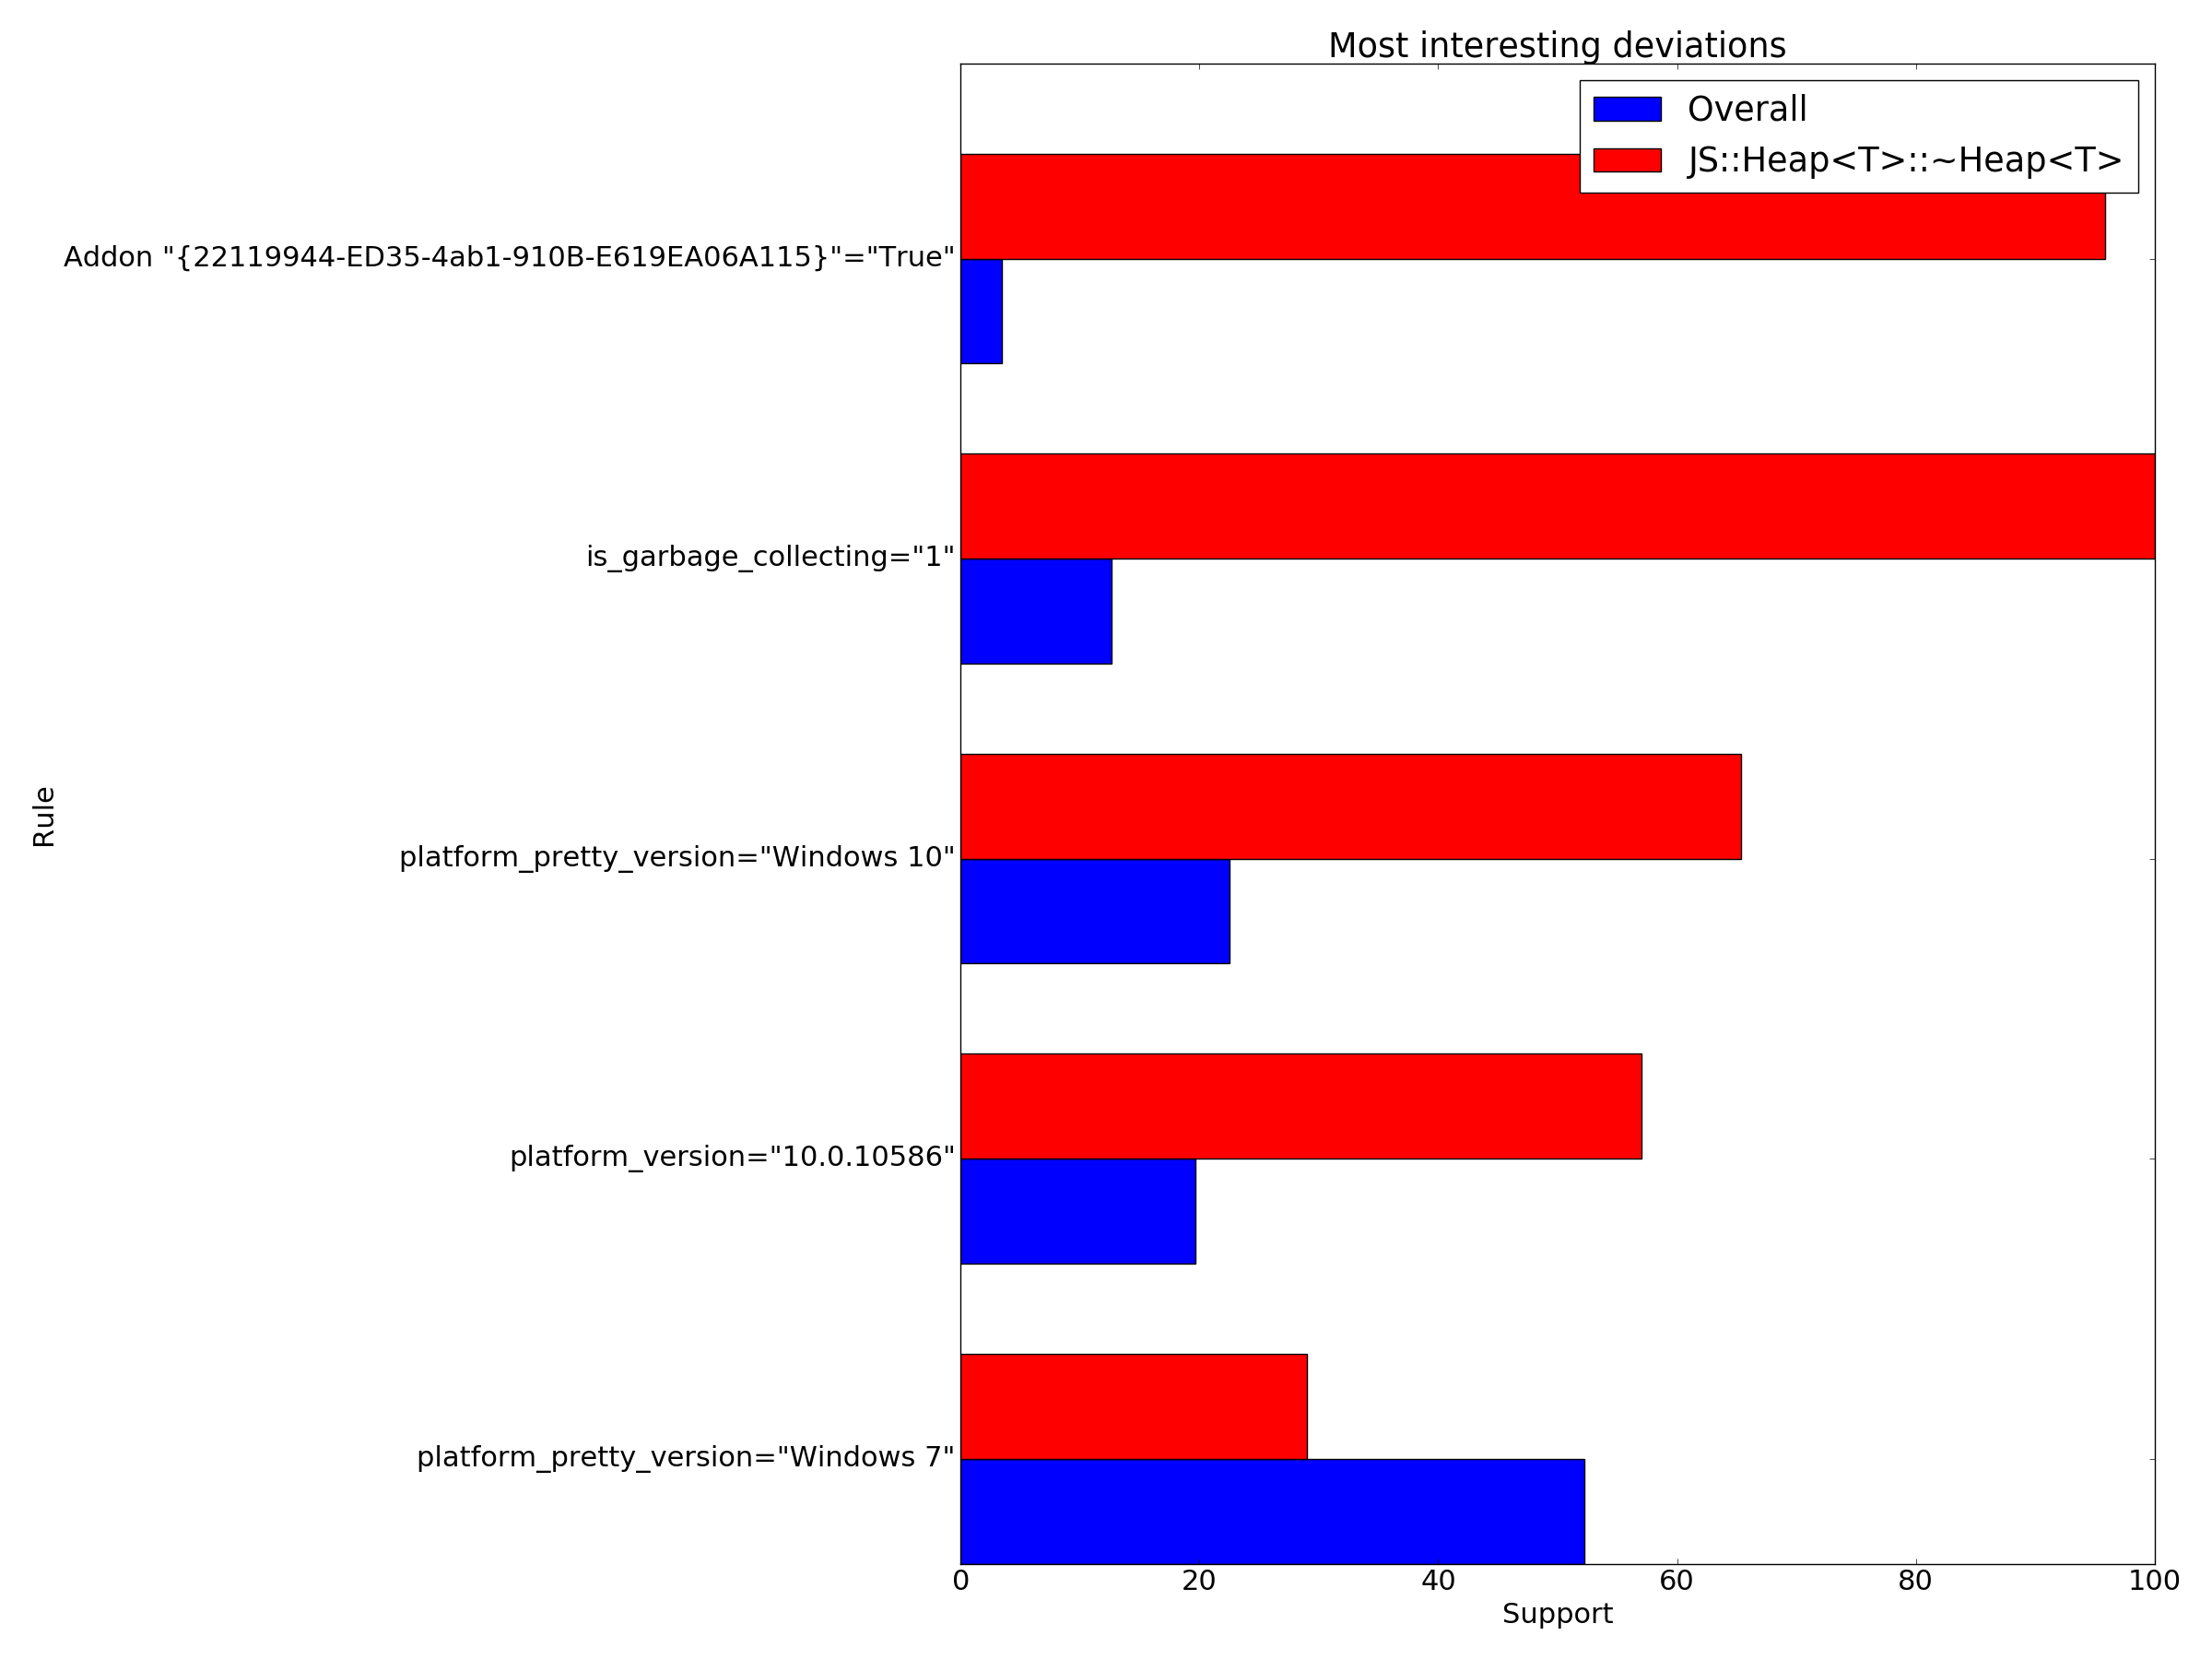 Most interesting deviations
Overall
JS::Heap<T>::~Heap<T>
Addon "{22119944-ED35-4ab1-910B-E619EA06A115}"="True"
is_garbage_collecting="1"
platform_pretty_version="Windows 10"
platform_version="10.0.10586"
platform_pretty_version="Windows 7"
Rule
0 20 40 60 80 100
Support